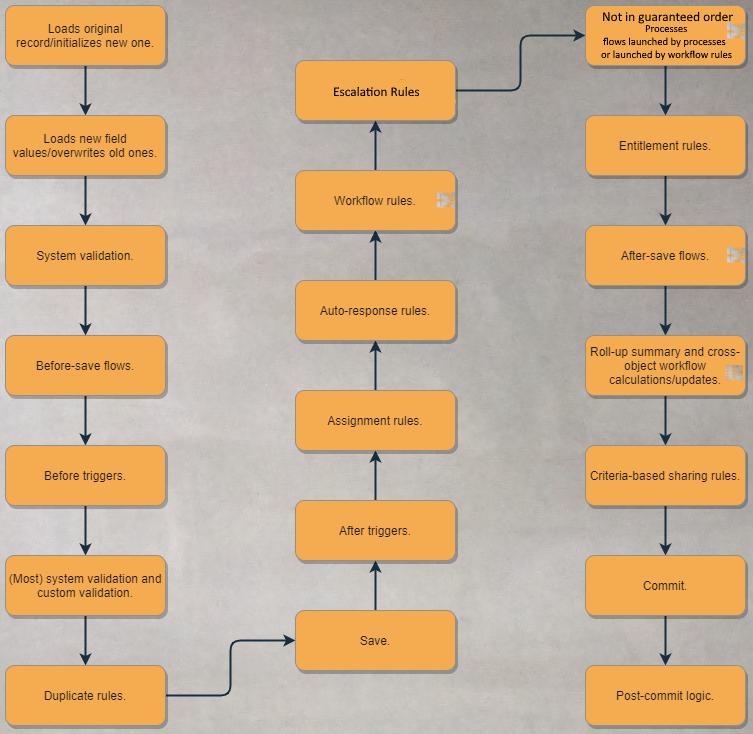 Loads original
record/initializes new one.
Loads new field
values/overwrites old ones.
System validation.
Before-save flows.
Before triggers.
(Most) system validation and
custom validation.
Duplicate rules.
Save.
After triggers.
Assignment rules.
Auto-response rules.
Workflow rules.
Escalation Rules
Not in guaranteed order
Processes
flows launched by processes
or launched by workflow rules
Entitlement rules.
After-save flows.
Roll-up summary and cross-
object workflow
calculations/updates.
Criteria-based sharing rules.
Commit.
Post-commit logic.